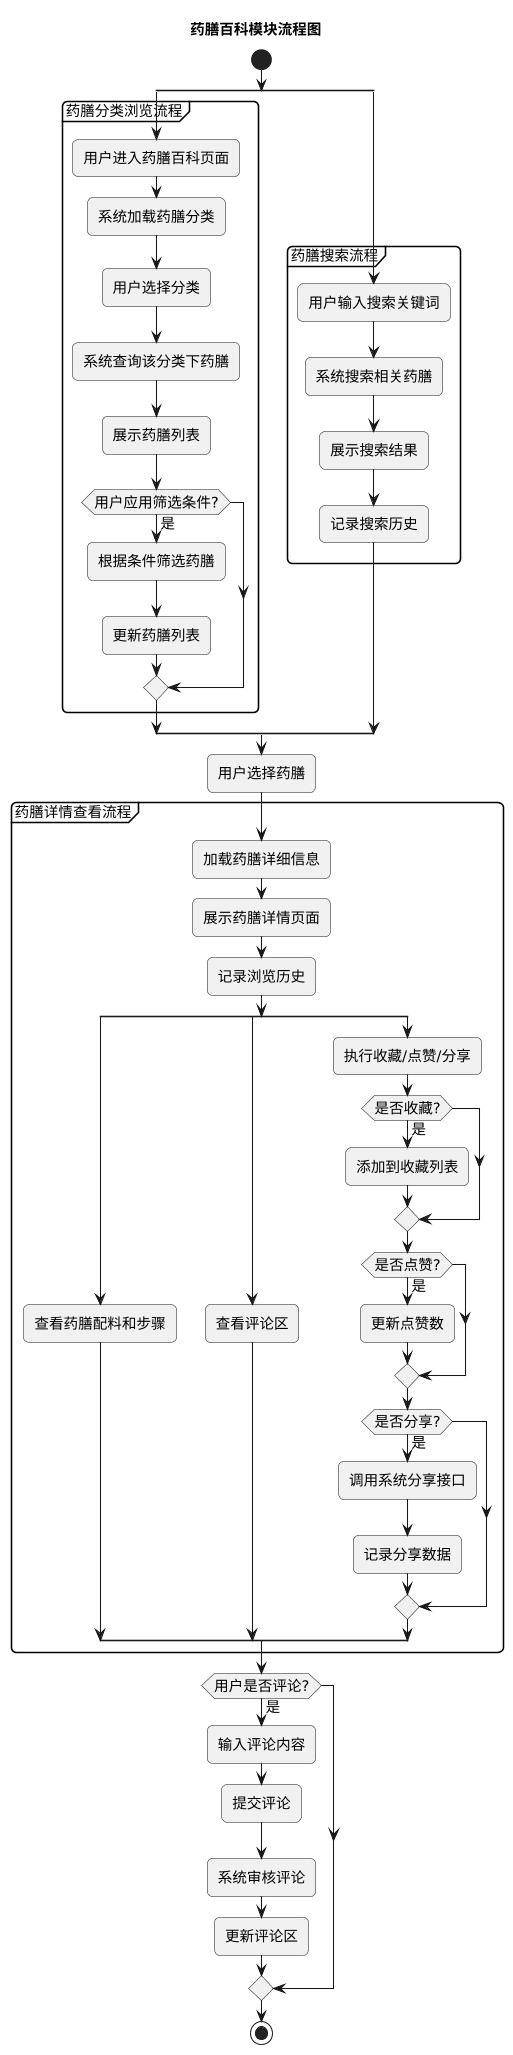 药膳百科模块流程图
药膳分类浏览流程
用户进入药膳百科页面
系统加载药膳分类
用户选择分类
系统查询该分类下药膳
展示药膳列表
用户应用筛选条件?
是
根据条件筛选药膳
更新药膳列表
药膳搜索流程
用户输入搜索关键词
系统搜索相关药膳
展示搜索结果
记录搜索历史
用户选择药膳
药膳详情查看流程
加载药膳详细信息
展示药膳详情页面
记录浏览历史
查看药膳配料和步骤
查看评论区
执行收藏/点赞/分享
是否收藏?
是
添加到收藏列表
是否点赞?
是
更新点赞数
是否分享?
是
调用系统分享接口
记录分享数据
用户是否评论?
是
输入评论内容
提交评论
系统审核评论
更新评论区